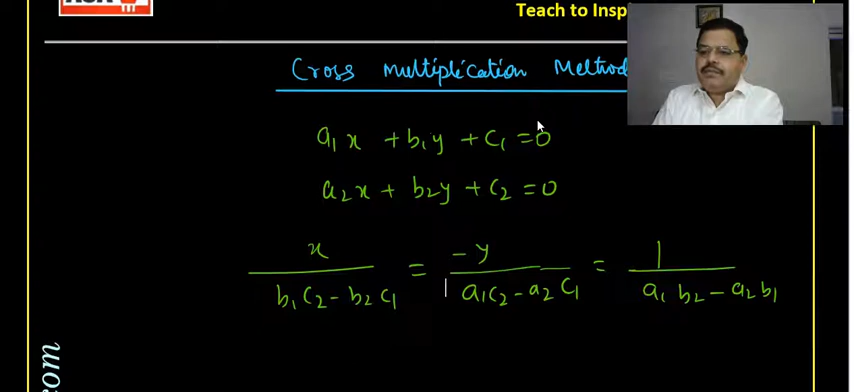 Teach to Insp
Cross Multiplication Method
a₁x + b₁y + c₁ = 0
a₂x + b₂y + c₂ = 0
x / (b₁c₂ - b₂c₁) = -y / (a₁c₂ - a₂c₁) = 1 / (a₁b₂ - a₂b₁)
.com